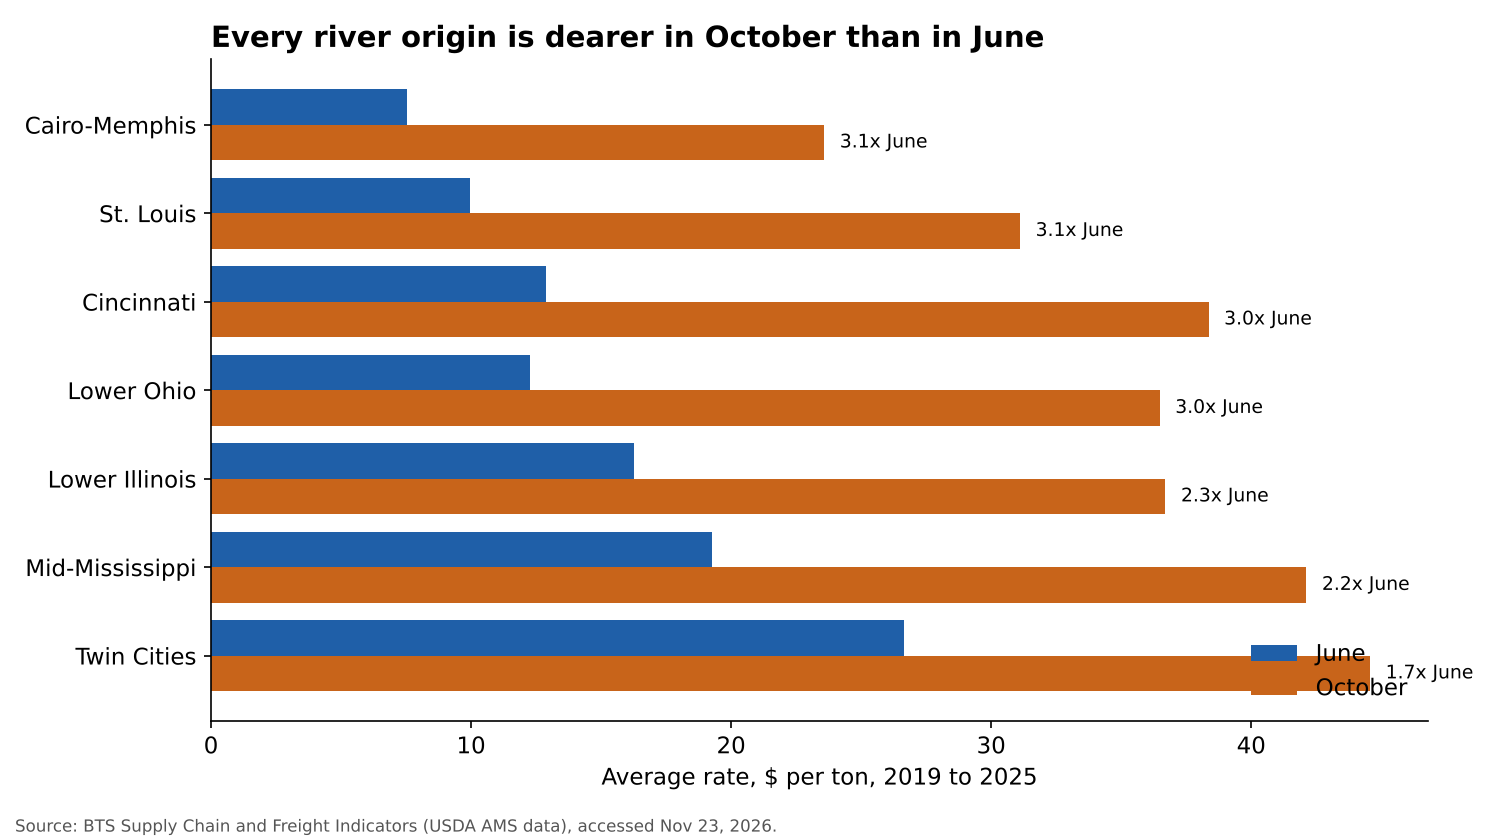 Every river origin is dearer in October than in June
Cairo-Memphis
3.1x June
St. Louis
3.1x June
Cincinnati
3.0x June
Lower Ohio
3.0x June
Lower Illinois
2.3x June
Mid-Mississippi
2.2x June
Twin Cities
1.7x June
June
October
0 10 20 30 40
Average rate, $ per ton, 2019 to 2025
Source: BTS Supply Chain and Freight Indicators (USDA AMS data), accessed Nov 23, 2026.